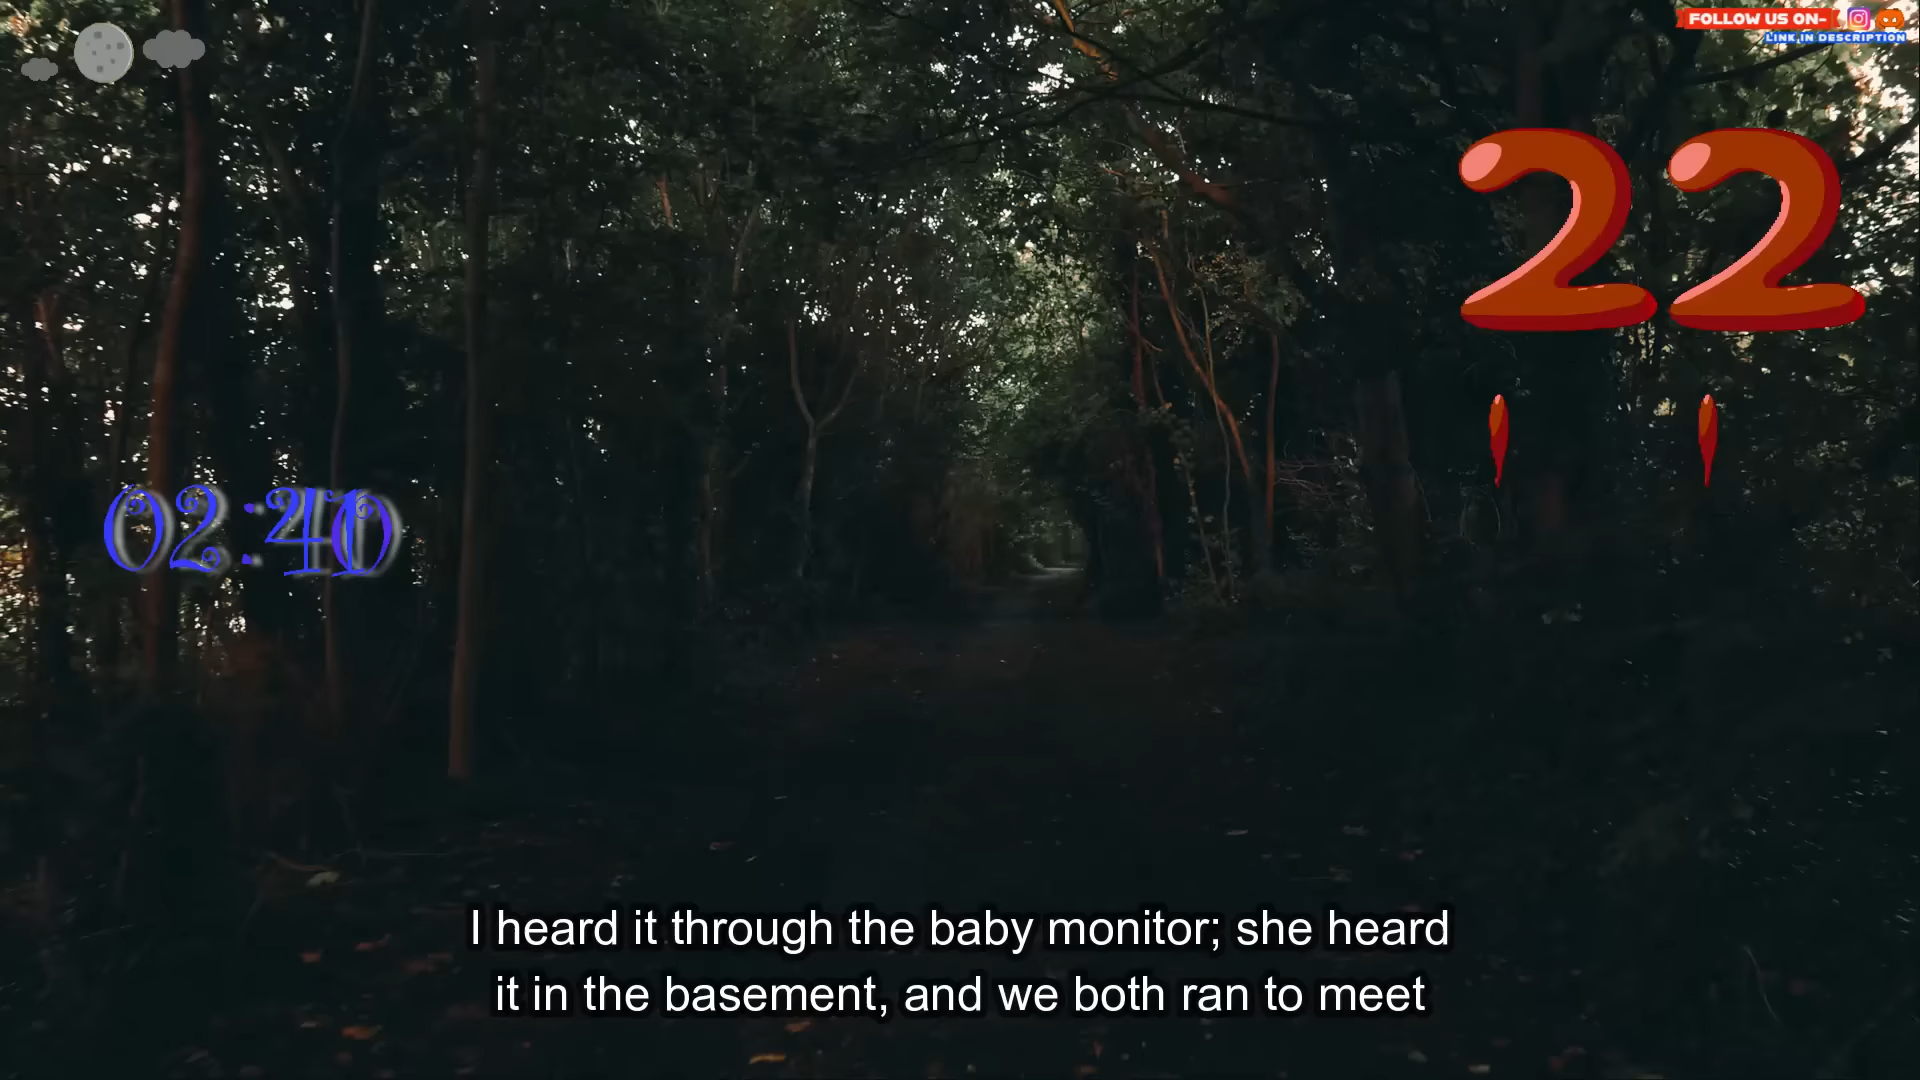 FOLLOW US ON-
LINK IN DESCRIPTION
22
02:4
I heard it through the baby monitor; she heard
it in the basement, and we both ran to meet